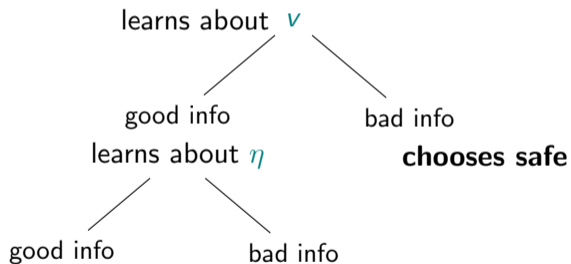 learns about v
good info
bad info
learns about η
chooses safe
good info
bad info